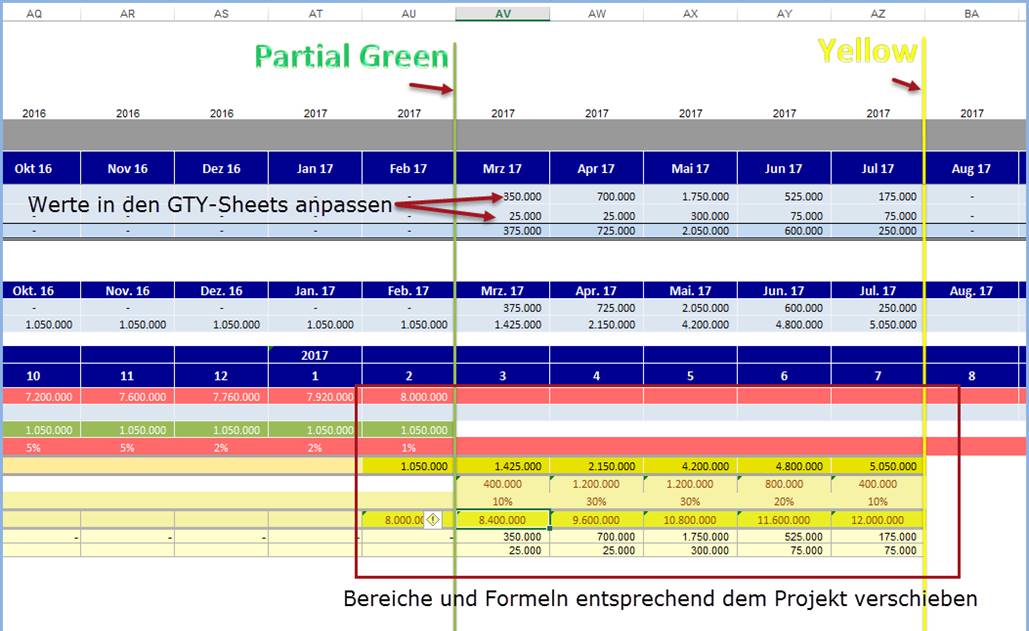 AQ AR AS AT AU AV AW AX AY AZ BA
Partial Green Yellow
2016 2016 2016 2017 2017 2017 2017 2017 2017 2017 2017
Okt 16 Nov 16 Dez 16 Jan 17 Feb 17 Mrz 17 Apr 17 Mai 17 Jun 17 Jul 17 Aug 17
- 350.000 700.000 1.750.000 525.000 175.000 -
Werte in den GTY-Sheets anpassen
- - - - - 25.000 25.000 300.000 75.000 75.000 -
- - - - - 375.000 725.000 2.050.000 600.000 250.000 -
Okt. 16 Nov. 16 Dez. 16 Jan. 17 Feb. 17 Mrz. 17 Apr. 17 Mai. 17 Jun. 17 Jul. 17 Aug. 17
- - - - - 375.000 725.000 2.050.000 600.000 250.000
1.050.000 1.050.000 1.050.000 1.050.000 1.050.000 1.425.000 2.150.000 4.200.000 4.800.000 5.050.000
2017
10 11 12 1 2 3 4 5 6 7 8
7.200.000 7.600.000 7.760.000 7.920.000 8.000.000
1.050.000 1.050.000 1.050.000 1.050.000 1.050.000
5% 5% 2% 2% 1%
1.050.000 1.425.000 2.150.000 4.200.000 4.800.000 5.050.000
400.000 1.200.000 1.200.000 800.000 400.000
10% 30% 30% 20% 10%
8.000.00 8.400.000 9.600.000 10.800.000 11.600.000 12.000.000
- - - - - 350.000 700.000 1.750.000 525.000 175.000
25.000 25.000 300.000 75.000 75.000
Bereiche und Formeln entsprechend dem Projekt verschieben